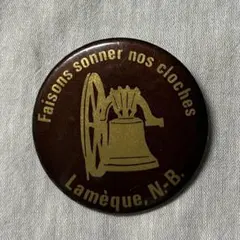 Faisons sonner nos cloches
Lamèque, N.-B.